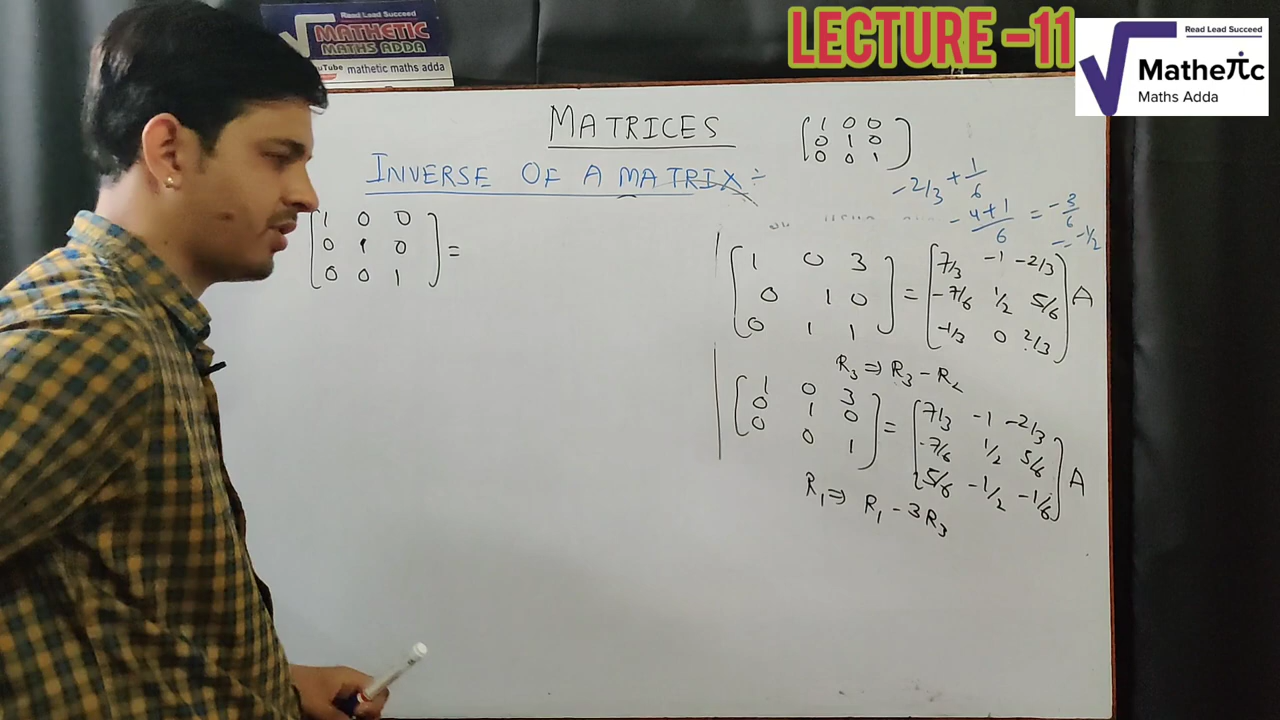 Read Lead Succeed
MATHETIC
MATHS ADDA
YouTube mathetic maths adda
LECTURE -11
Read Lead Succeed
Matheπc
Maths Adda
MATRICES
INVERSE OF A MATRIX :-
1 0 0
0 1 0
0 0 1
-2/3 + 1/6
-4+1/6 = -3/6
= -1/2
[1 0 0
0 1 0
0 0 1] =
[1 0 3
0 1 0
0 1 1] = [7/3 -1 -2/3
-7/6 1/2 5/6
-1/3 0 2/3] A
R3 ⇒ R3 - R2
[1 0 3
0 1 0
0 0 1] = [7/3 -1 -2/3
-7/6 1/2 5/6
5/6 -1/2 -1/6] A
R1 ⇒ R1 - 3R3